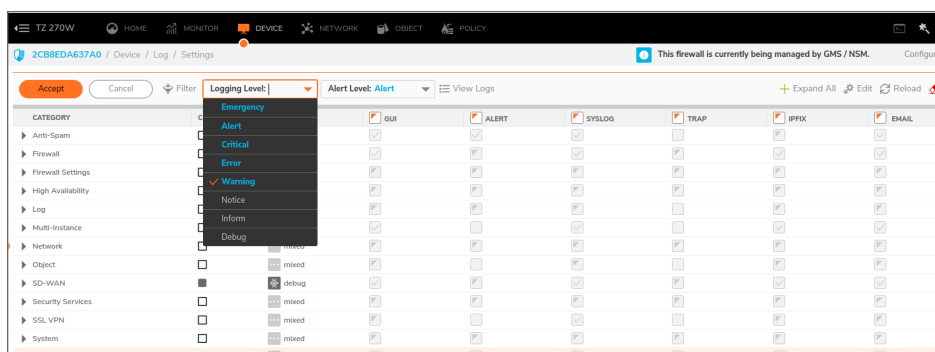 TZ 270W HOME MONITOR DEVICE NETWORK OBJECT POLICY
2CB8EDA637A0 / Device / Log / Settings This firewall is currently being managed by GMS / NSM. Configu
Accept Cancel Filter Logging Level: Alert Level: Alert View Logs Expand All Edit Reload
CATEGORY C GUI ALERT SYSLOG TRAP IPFIX EMAIL
Emergency
Alert
Critical
Error
Warning
Notice
Inform
Debug
Anti-Spam
Firewall
Firewall Settings
High Availability
Log
Multi-Instance
Network mixed
Object mixed
SD-WAN debug
Security Services mixed
SSL VPN mixed
System mixed